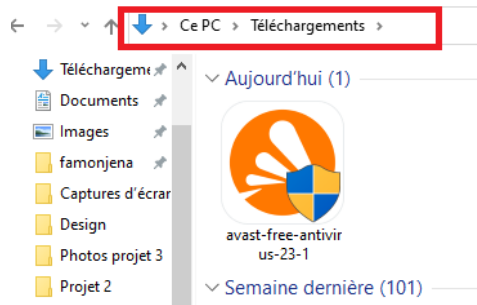 Ce PC > Téléchargements >
Téléchargeme
Documents
Images
famonjena
Captures d'écrar
Design
Photos projet 3
Projet 2
Aujourd'hui (1)
avast-free-antivir
us-23-1
Semaine dernière (101)